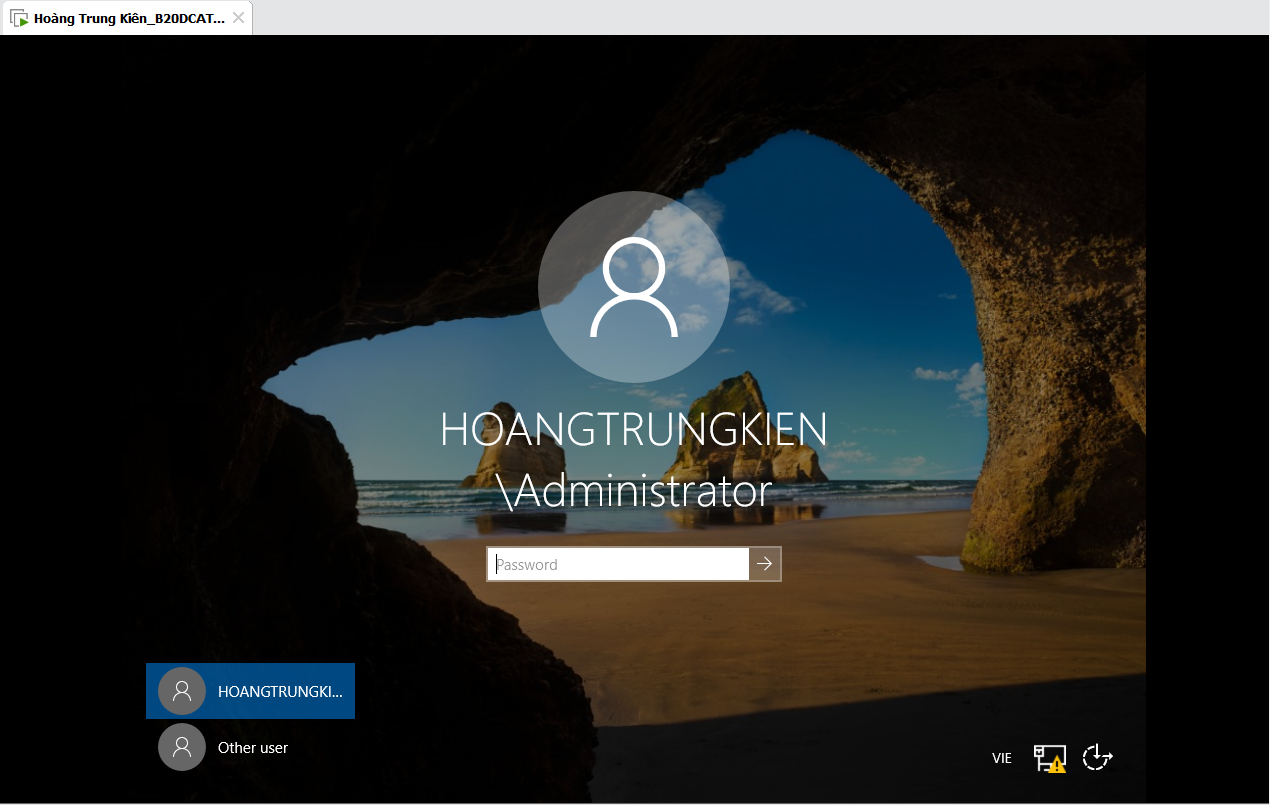 Hoàng Trung Kiên_B20DCAT...
HOANGTRUNGKIEN
\Administrator
Password
HOANGTRUNGKI...
Other user
VIE